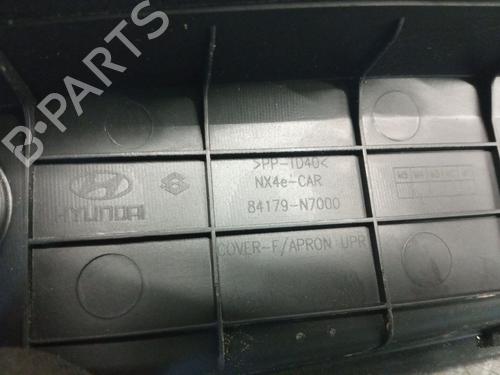 B-PARTS
>PP-TD40<
NX4e-CAR
HYUNDAI
84179-N7000
COVER-F/APRON UPR